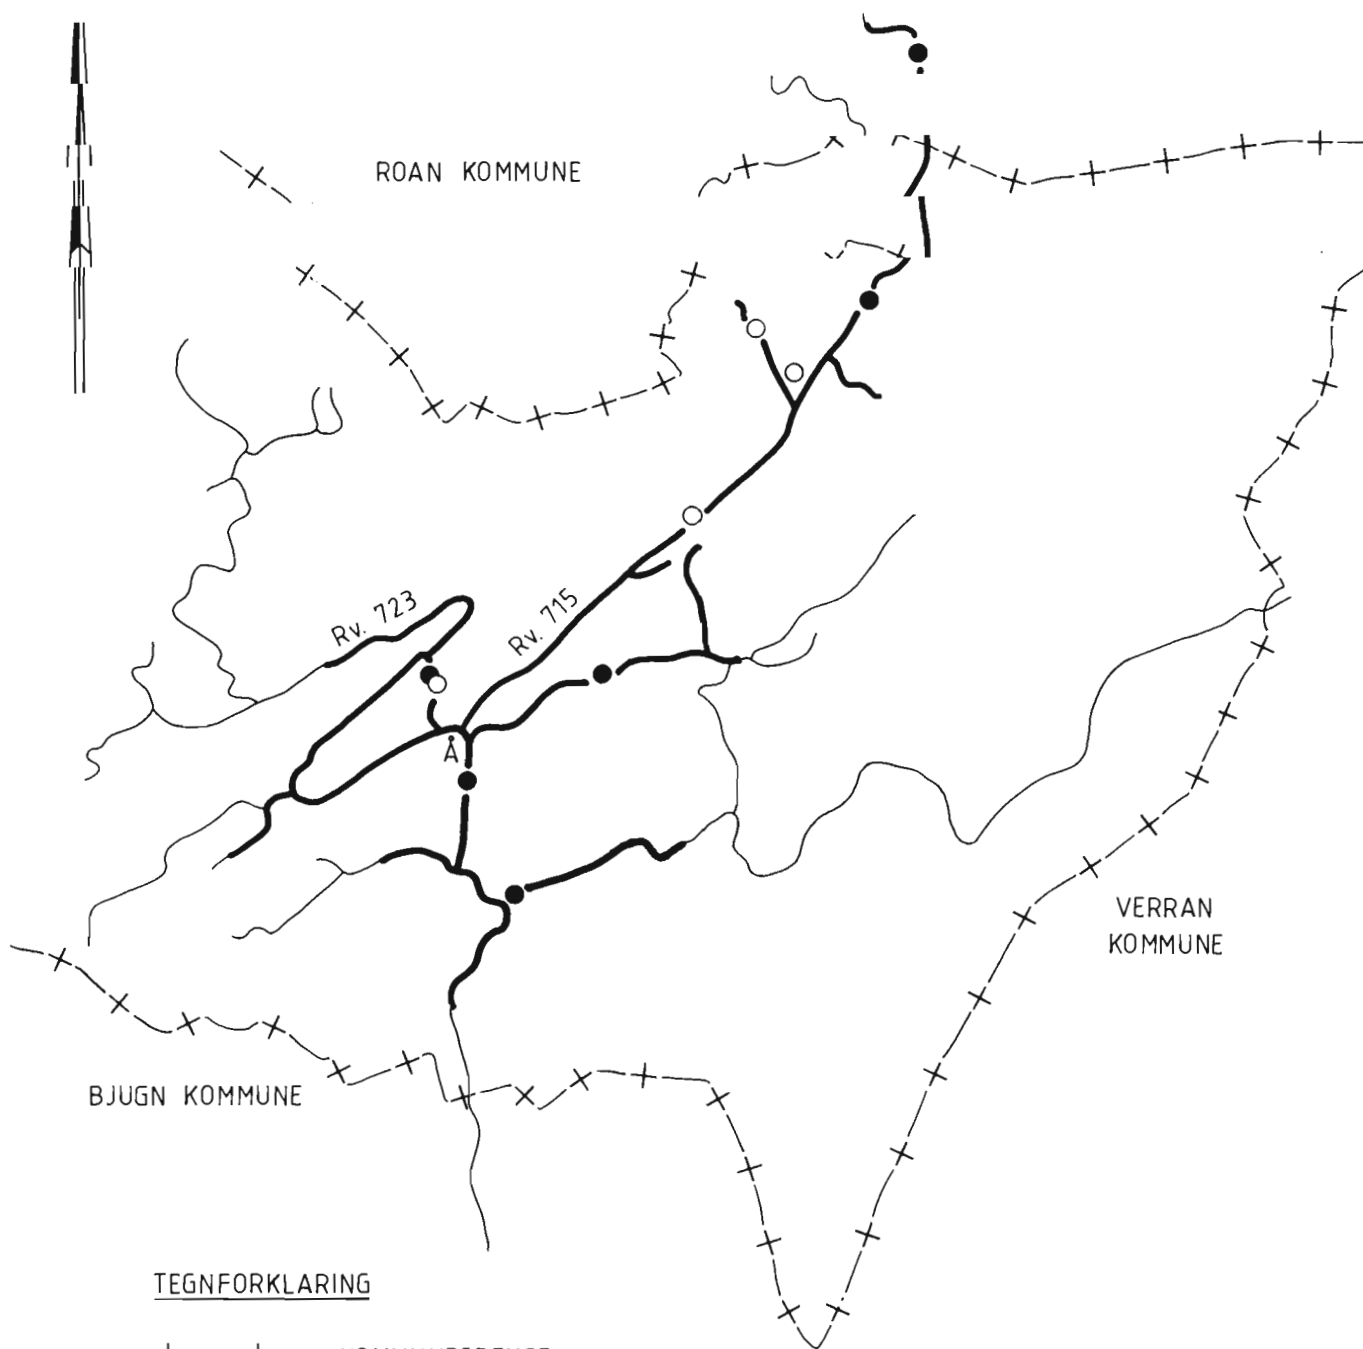 ROAN KOMMUNE
Rv. 723
Rv. 715
Å
VERRAN
KOMMUNE
BJUGN KOMMUNE
TEGNFORKLARING